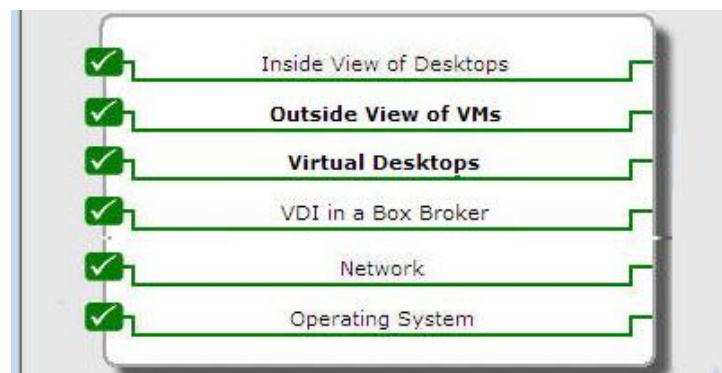 Inside View of Desktops
Outside View of VMs
Virtual Desktops
VDI in a Box Broker
Network
Operating System